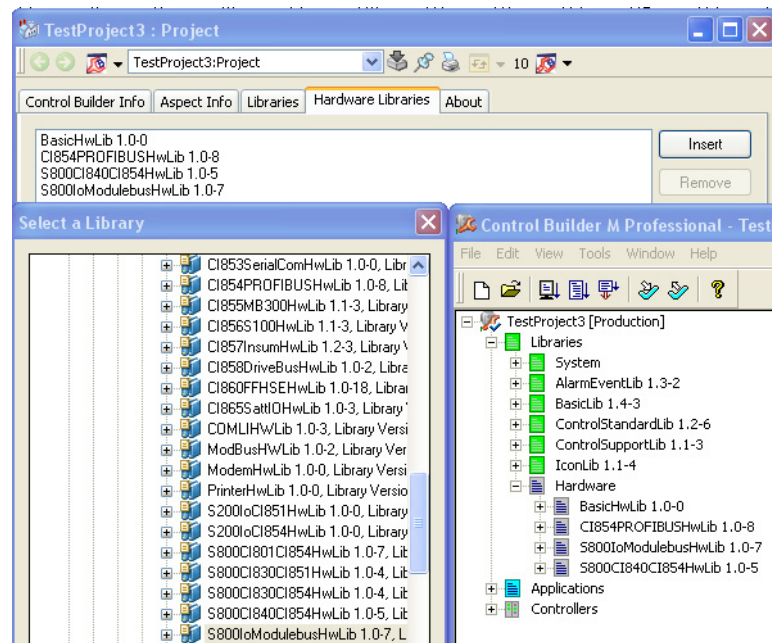 TestProject3 : Project
TestProject3:Project
10
Control Builder Info
Aspect Info
Libraries
Hardware Libraries
About
BasicHwLib 1.0-0
CI854PROFIBUSHwLib 1.0-8
S800CI840CI854HwLib 1.0-5
S800IoModulebusHwLib 1.0-7
Insert
Remove
Select a Library
CI853SerialComHwLib 1.0-0, Libr
CI854PROFIBUSHwLib 1.0-8, Lit
CI855MB300HwLib 1.1-3, Library
CI856S100HwLib 1.1-3, Library V
CI857InsumHwLib 1.2-3, Library V
CI858DriveBusHwLib 1.0-2, Libra
CI860FFHSEHwLib 1.0-18, Librar
CI865SattIOHwLib 1.0-3, Library
COMLIHWLib 1.0-3, Library Versi
ModBusHWLib 1.0-2, Library Ver
ModemHwLib 1.0-0, Library Versi
PrinterHwLib 1.0-0, Library Versio
S200IoCI851HwLib 1.0-0, Library
S200IoCI854HwLib 1.0-0, Library
S800CI801CI854HwLib 1.0-7, Lit
S800CI830CI851HwLib 1.0-4, Lit
S800CI830CI854HwLib 1.0-4, Lit
S800CI840CI854HwLib 1.0-5, Lit
S800IoModulebusHwLib 1.0-7, L
Control Builder M Professional - Test
File Edit View Tools Window Help
TestProject3 [Production]
Libraries
System
AlarmEventLib 1.3-2
BasicLib 1.4-3
ControlStandardLib 1.2-6
ControlSupportLib 1.1-3
IconLib 1.1-4
Hardware
BasicHwLib 1.0-0
CI854PROFIBUSHwLib 1.0-8
S800IoModulebusHwLib 1.0-7
S800CI840CI854HwLib 1.0-5
Applications
Controllers